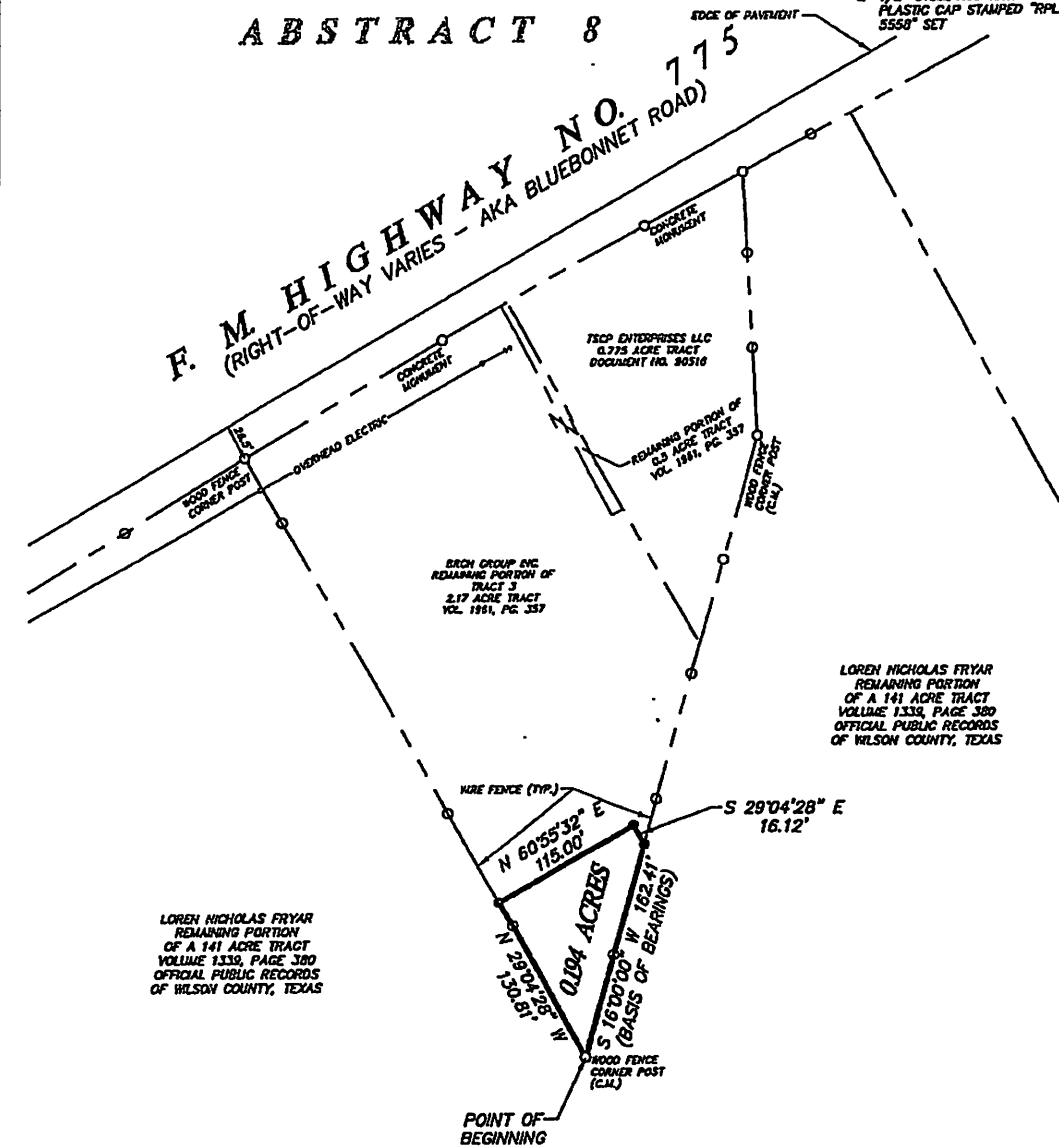 ABSTRACT 8
EDGE OF PAVEMENT
PLASTIC CAP STAMPED "RPL
5558" SET
F. M. HIGHWAY NO. 775
(RIGHT-OF-WAY VARIES - AKA BLUEBONNET ROAD)
CONCRETE
MONUMENT
TSCP ENTERPRISES LLC
0.775 ACRE TRACT
DOCUMENT NO. 90516
CONCRETE
MONUMENT
OVERHEAD ELECTRIC
REMAINING PORTION OF
0.5 ACRE TRACT
VOL. 1961, PG. 357
WOOD FENCE
CORNER POST
(C.M.)
WOOD FENCE
CORNER POST
BRCH GROUP INC.
REMAINING PORTION OF
TRACT 3
2.17 ACRE TRACT
VOL. 1961, PG. 357
LOREN NICHOLAS FRYAR
REMAINING PORTION
OF A 141 ACRE TRACT
VOLUME 1339, PAGE 380
OFFICIAL PUBLIC RECORDS
OF WILSON COUNTY, TEXAS
WIRE FENCE (TYP.)
S 29°04'28" E
16.12'
N 60°55'32" E
115.00'
0.194 ACRES
S 16°00'00" W 162.41'
(BASIS OF BEARINGS)
N 29°04'28" W
130.81'
LOREN NICHOLAS FRYAR
REMAINING PORTION
OF A 141 ACRE TRACT
VOLUME 1339, PAGE 380
OFFICIAL PUBLIC RECORDS
OF WILSON COUNTY, TEXAS
WOOD FENCE
CORNER POST
(C.M.)
POINT OF
BEGINNING